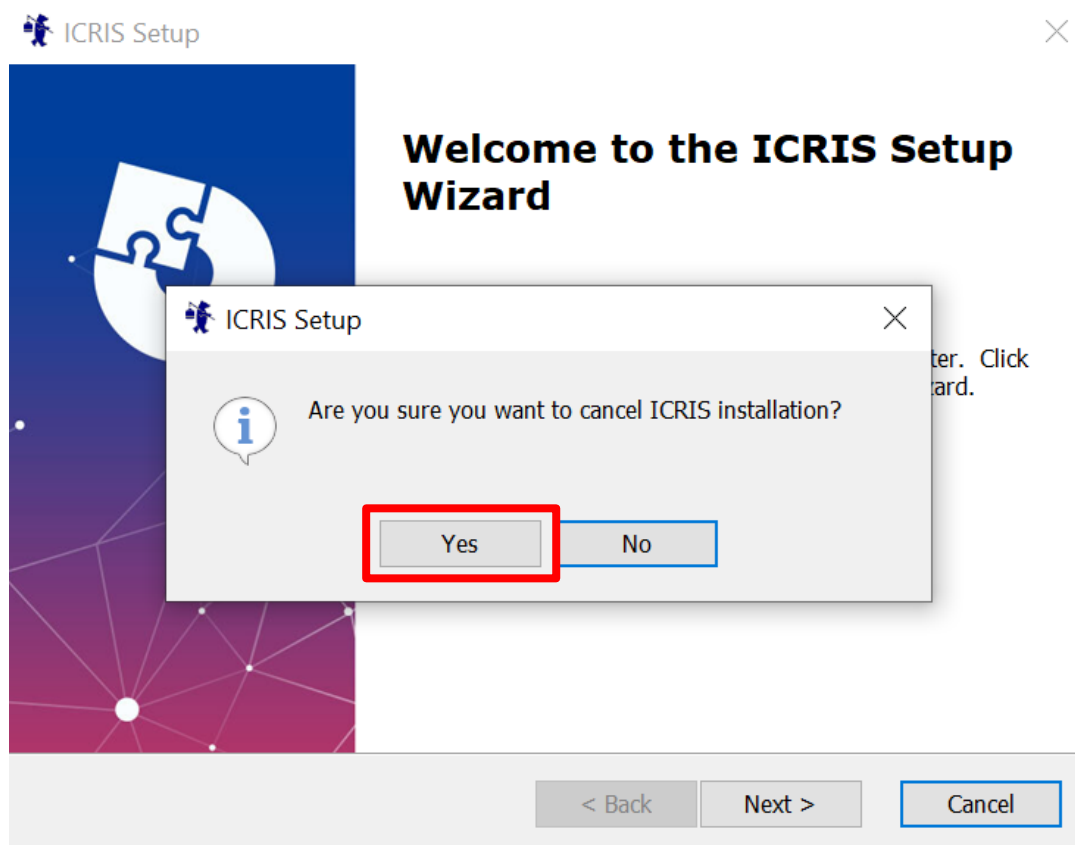 ICRIS Setup
Welcome to the ICRIS Setup
Wizard
ICRIS Setup
ter. Click
ard.
Are you sure you want to cancel ICRIS installation?
Yes No
< Back Next > Cancel